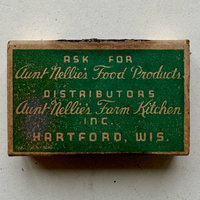 ASK FOR
Aunt Nellie's Food Products
DISTRIBUTORS
Aunt Nellie's Farm Kitchen
INC.
HARTFORD, WIS.